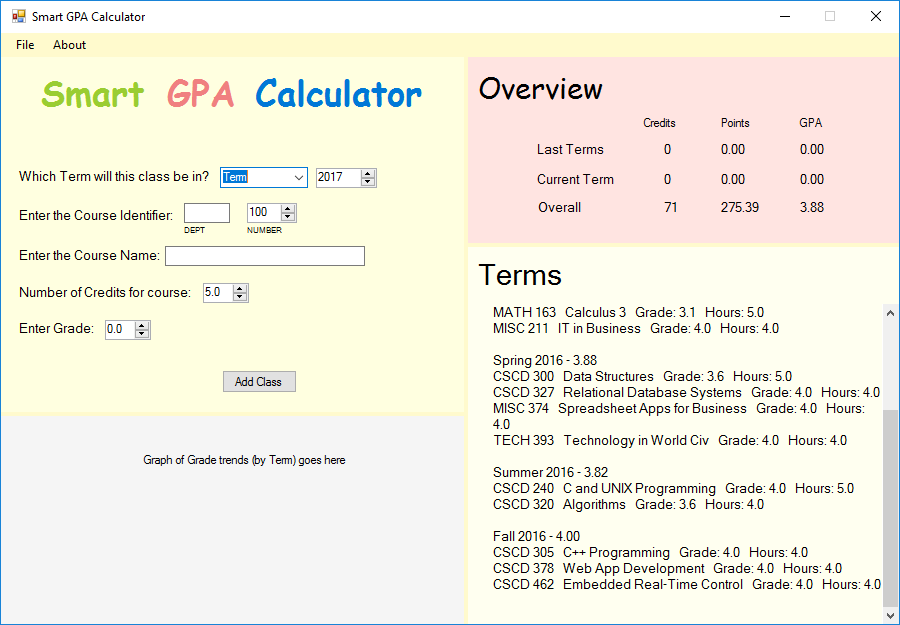 Smart GPA Calculator
File About
Smart GPA Calculator
Which Term will this class be in? Term 2017
Enter the Course Identifier: 100
DEPT NUMBER
Enter the Course Name:
Number of Credits for course: 5.0
Enter Grade: 0.0
Add Class
Graph of Grade trends (by Term) goes here
Overview
Credits Points GPA
Last Terms 0 0.00 0.00
Current Term 0 0.00 0.00
Overall 71 275.39 3.88
Terms
MATH 163 Calculus 3 Grade: 3.1 Hours: 5.0
MISC 211 IT in Business Grade: 4.0 Hours: 4.0
Spring 2016 - 3.88
CSCD 300 Data Structures Grade: 3.6 Hours: 5.0
CSCD 327 Relational Database Systems Grade: 4.0 Hours: 4.0
MISC 374 Spreadsheet Apps for Business Grade: 4.0 Hours:
4.0
TECH 393 Technology in World Civ Grade: 4.0 Hours: 4.0
Summer 2016 - 3.82
CSCD 240 C and UNIX Programming Grade: 4.0 Hours: 5.0
CSCD 320 Algorithms Grade: 3.6 Hours: 4.0
Fall 2016 - 4.00
CSCD 305 C++ Programming Grade: 4.0 Hours: 4.0
CSCD 378 Web App Development Grade: 4.0 Hours: 4.0
CSCD 462 Embedded Real-Time Control Grade: 4.0 Hours: 4.0